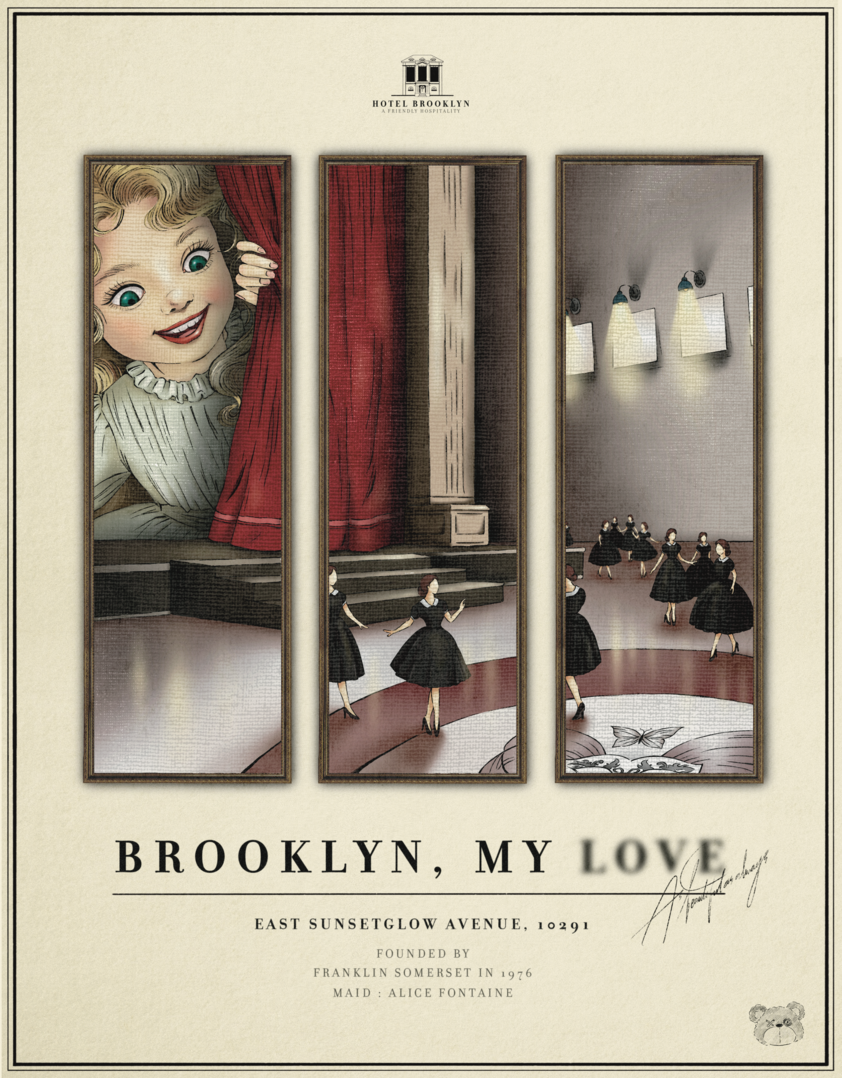 HOTEL BROOKLYN
A FRIENDLY HOSPITALITY
BROOKLYN, MY LOVE
EAST SUNSETGLOW AVENUE, 10291
FOUNDED BY
FRANKLIN SOMERSET IN 1976
MAID : ALICE FONTAINE